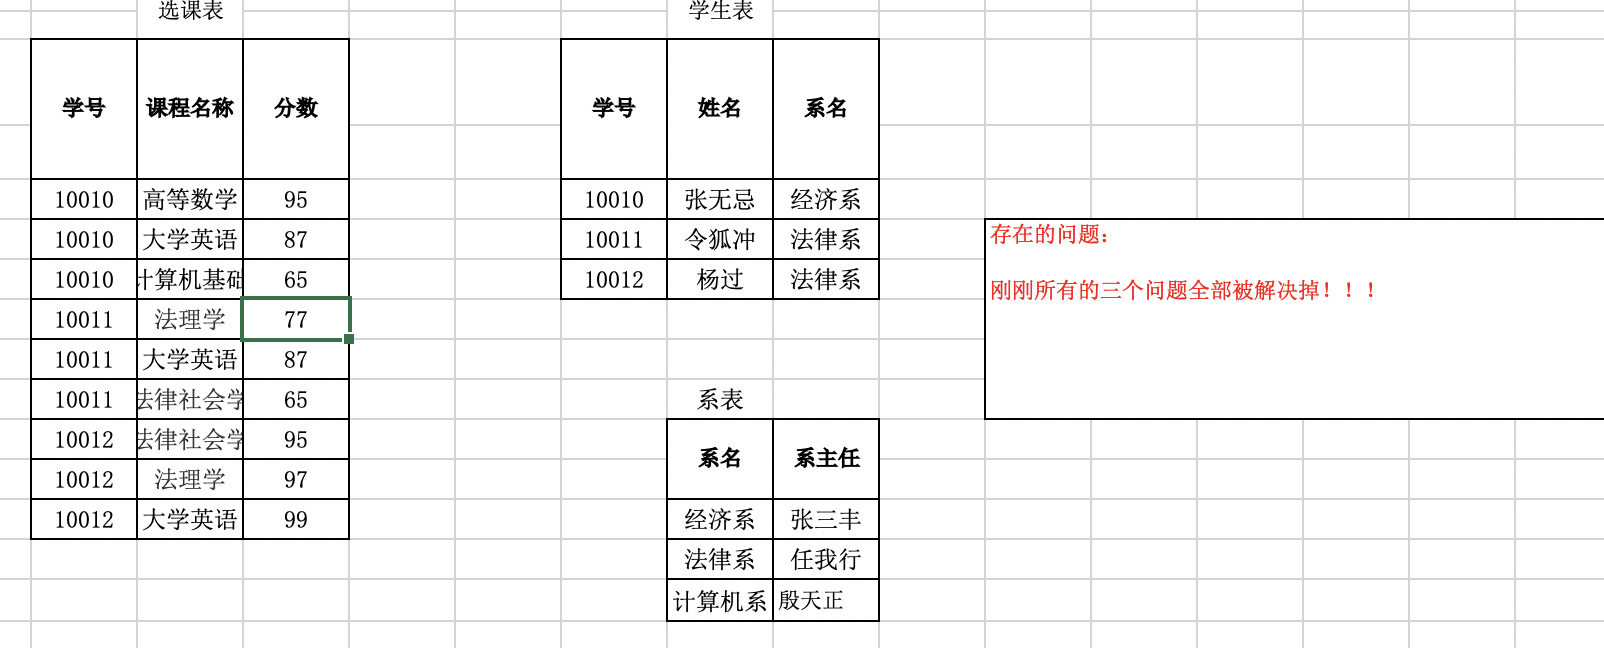 选课表
学号 课程名称 分数
10010 高等数学 95
10010 大学英语 87
10010 计算机基础 65
10011 法理学 77
10011 大学英语 87
10011 法律社会学 65
10012 法律社会学 95
10012 法理学 97
10012 大学英语 99
学生表
学号 姓名 系名
10010 张无忌 经济系
10011 令狐冲 法律系
10012 杨过 法律系
系表
系名 系主任
经济系 张三丰
法律系 任我行
计算机系 殷天正
存在的问题：
刚刚所有的三个问题全部被解决掉！！！